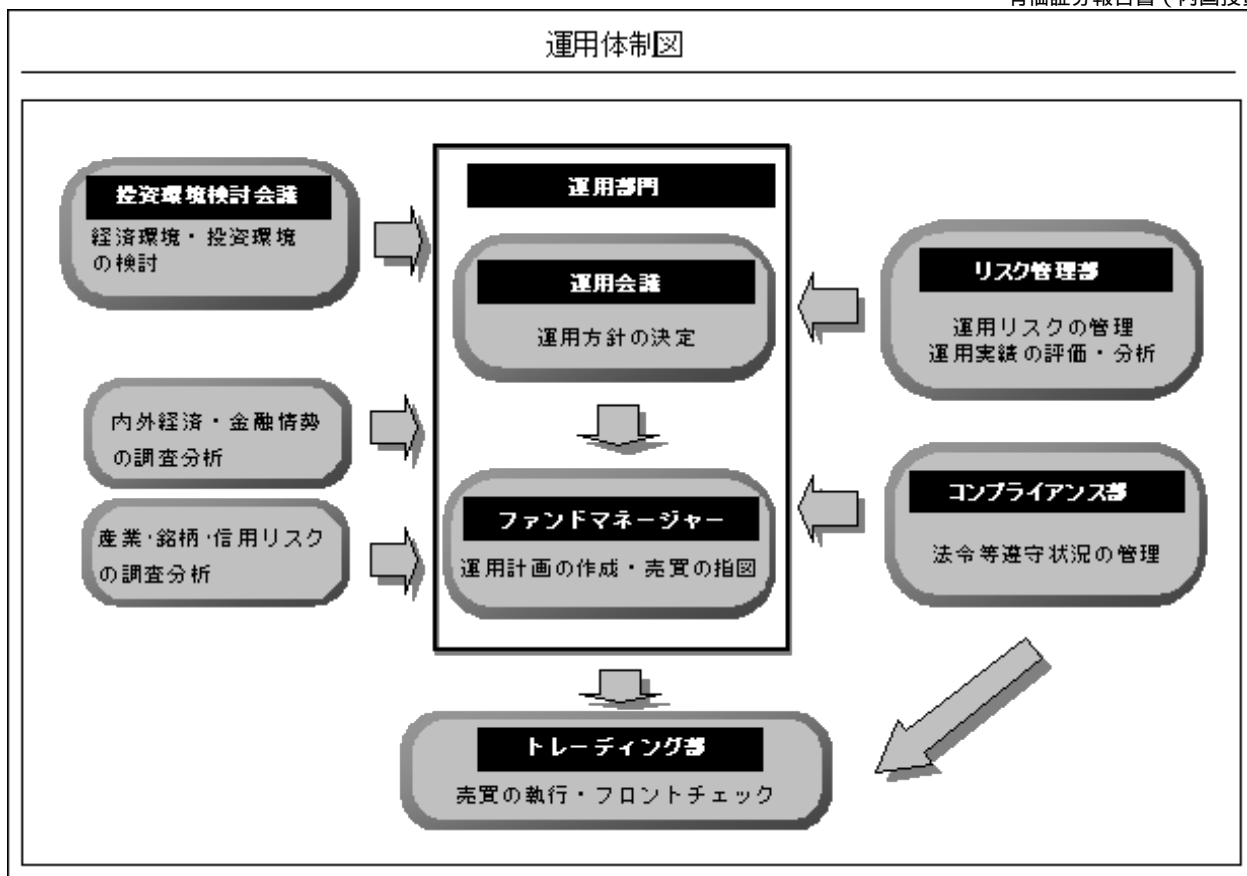 運用体制図
投資環境検討会議
経済環境・投資環境
の検討
内外経済・金融情勢
の調査分析
産業・銘柄・信用リスク
の調査分析
運用部門
運用会議
運用方針の決定
ファンドマネージャー
運用計画の作成・売買の指図
リスク管理部
運用リスクの管理
運用実績の評価・分析
コンプライアンス部
法令等遵守状況の管理
トレーディング部
売買の執行・フロントチェック